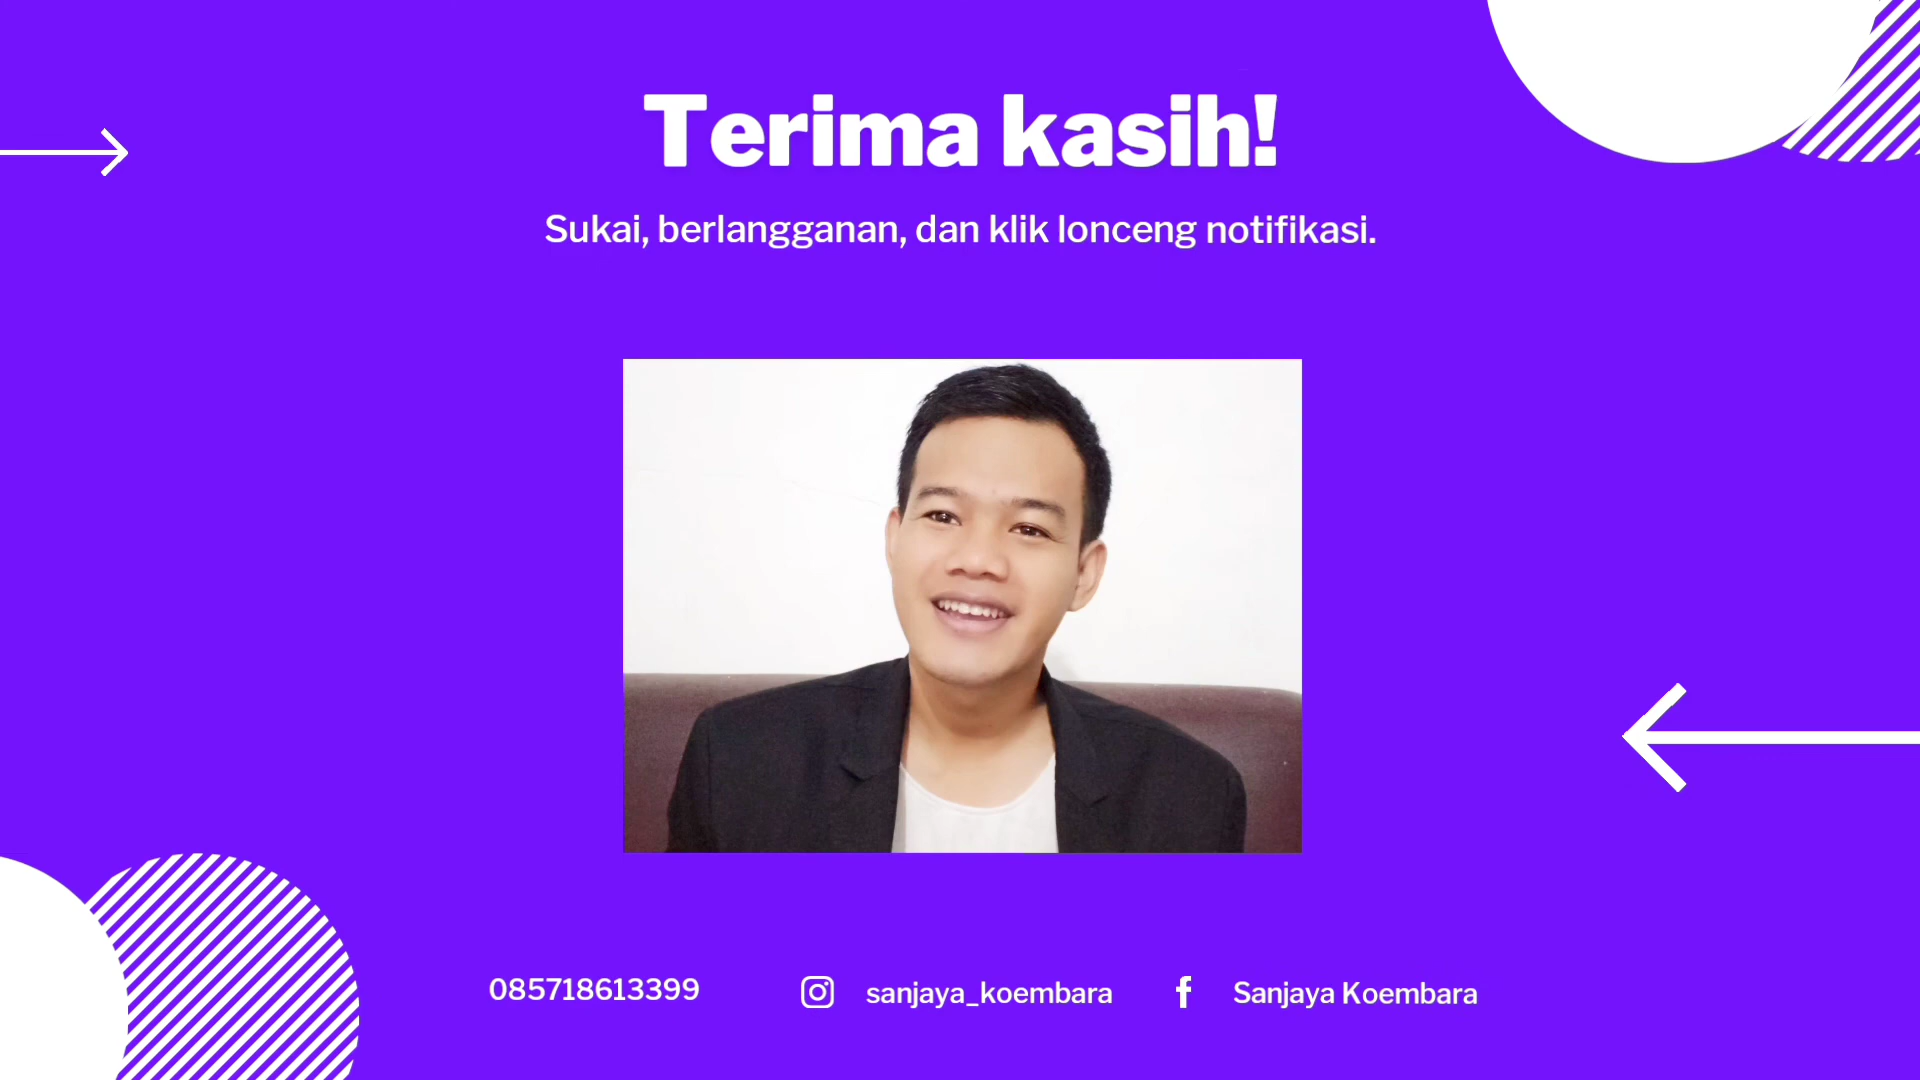 Terima kasih!
Sukai, berlangganan, dan klik lonceng notifikasi.
085718613399 sanjaya_koembara Sanjaya Koembara